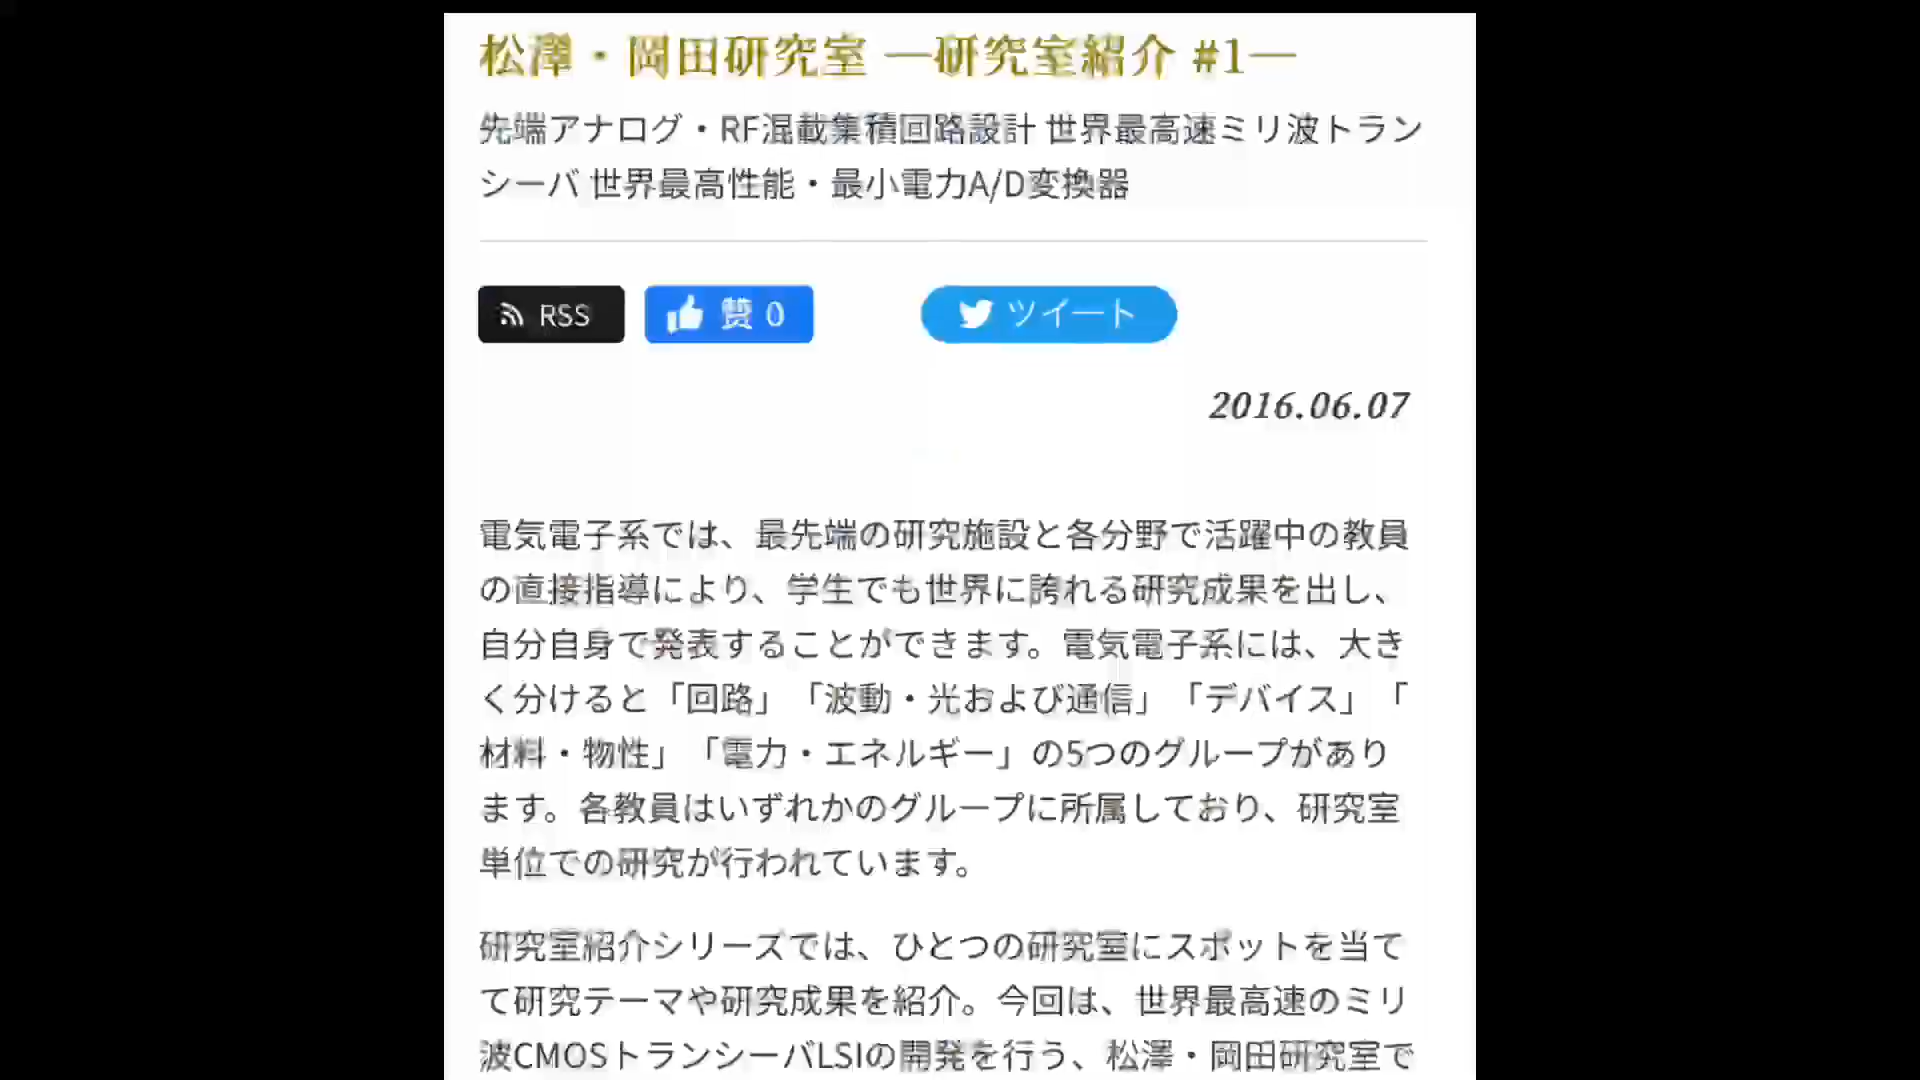 松澤・岡田研究室 ―研究室紹介 #1―
先端アナログ・RF混載集積回路設計 世界最高速ミリ波トラン
シーバ 世界最高性能・最小電力A/D変換器
RSS
赞 0
ツイート
2016.06.07
電気電子系では、最先端の研究施設と各分野で活躍中の教員
の直接指導により、学生でも世界に誇れる研究成果を出し、
自分自身で発表することができます。電気電子系には、大き
く分けると「回路」「波動・光および通信」「デバイス」「
材料・物性」「電力・エネルギー」の5つのグループがあり
ます。各教員はいずれかのグループに所属しており、研究室
単位での研究が行われています。
研究室紹介シリーズでは、ひとつの研究室にスポットを当て
て研究テーマや研究成果を紹介。今回は、世界最高速のミリ
波CMOSトランシーバLSIの開発を行う、松澤・岡田研究室で